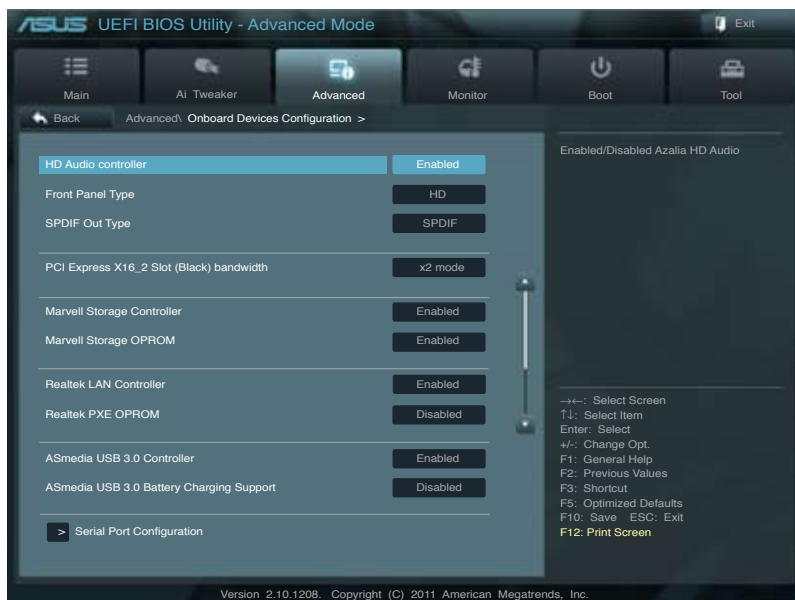 ASUS UEFI BIOS Utility - Advanced Mode
Exit
Main
Ai Tweaker
Advanced
Monitor
Boot
Tool
Back
Advanced\ Onboard Devices Configuration >
HD Audio controller Enabled
Front Panel Type HD
SPDIF Out Type SPDIF
PCI Express X16_2 Slot (Black) bandwidth x2 mode
Marvell Storage Controller Enabled
Marvell Storage OPROM Enabled
Realtek LAN Controller Enabled
Realtek PXE OPROM Disabled
ASmedia USB 3.0 Controller Enabled
ASmedia USB 3.0 Battery Charging Support Disabled
> Serial Port Configuration
Enabled/Disabled Azalia HD Audio
→←: Select Screen
↑↓: Select Item
Enter: Select
+/-: Change Opt.
F1: General Help
F2: Previous Values
F3: Shortcut
F5: Optimized Defaults
F10: Save ESC: Exit
F12: Print Screen
Version 2.10.1208. Copyright (C) 2011 American Megatrends, Inc.